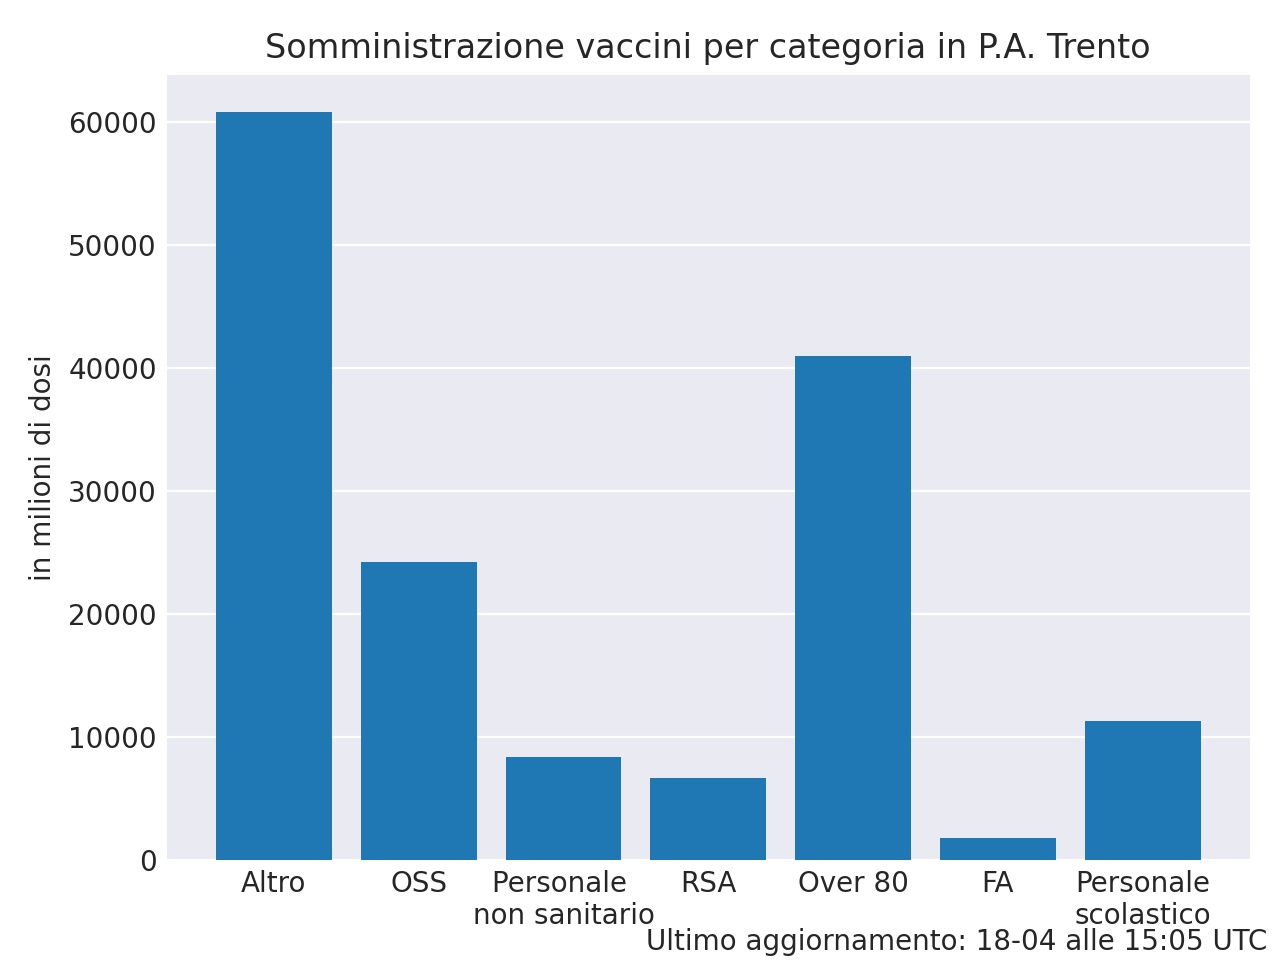 Somministrazione vaccini per categoria in P.A. Trento
in milioni di dosi
60000
50000
40000
30000
20000
10000
0
Altro
OSS
Personale
non sanitario
RSA
Over 80
FA
Personale
scolastico
Ultimo aggiornamento: 18-04 alle 15:05 UTC